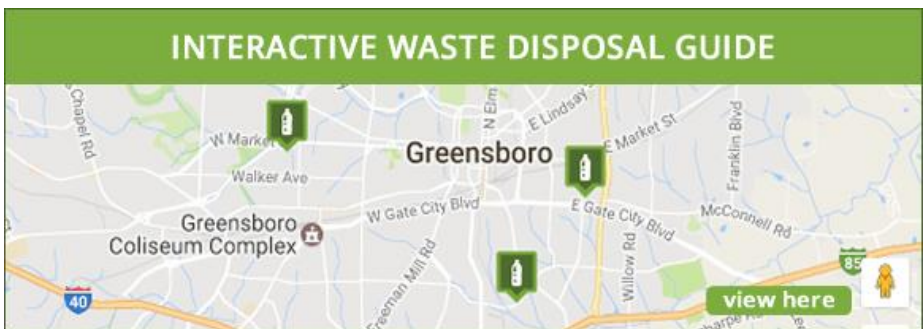 INTERACTIVE WASTE DISPOSAL GUIDE
Chapel Rd
W Market
N Elm
E Lindsay
E Market St
Franklin Blvd
Greensboro
Walker Ave
W Gate City Blvd
E Gate City Blvd
McConnell Rd
Greensboro
Coliseum Complex
Freeman Mill Rd
Willow Rd
85
40
view here